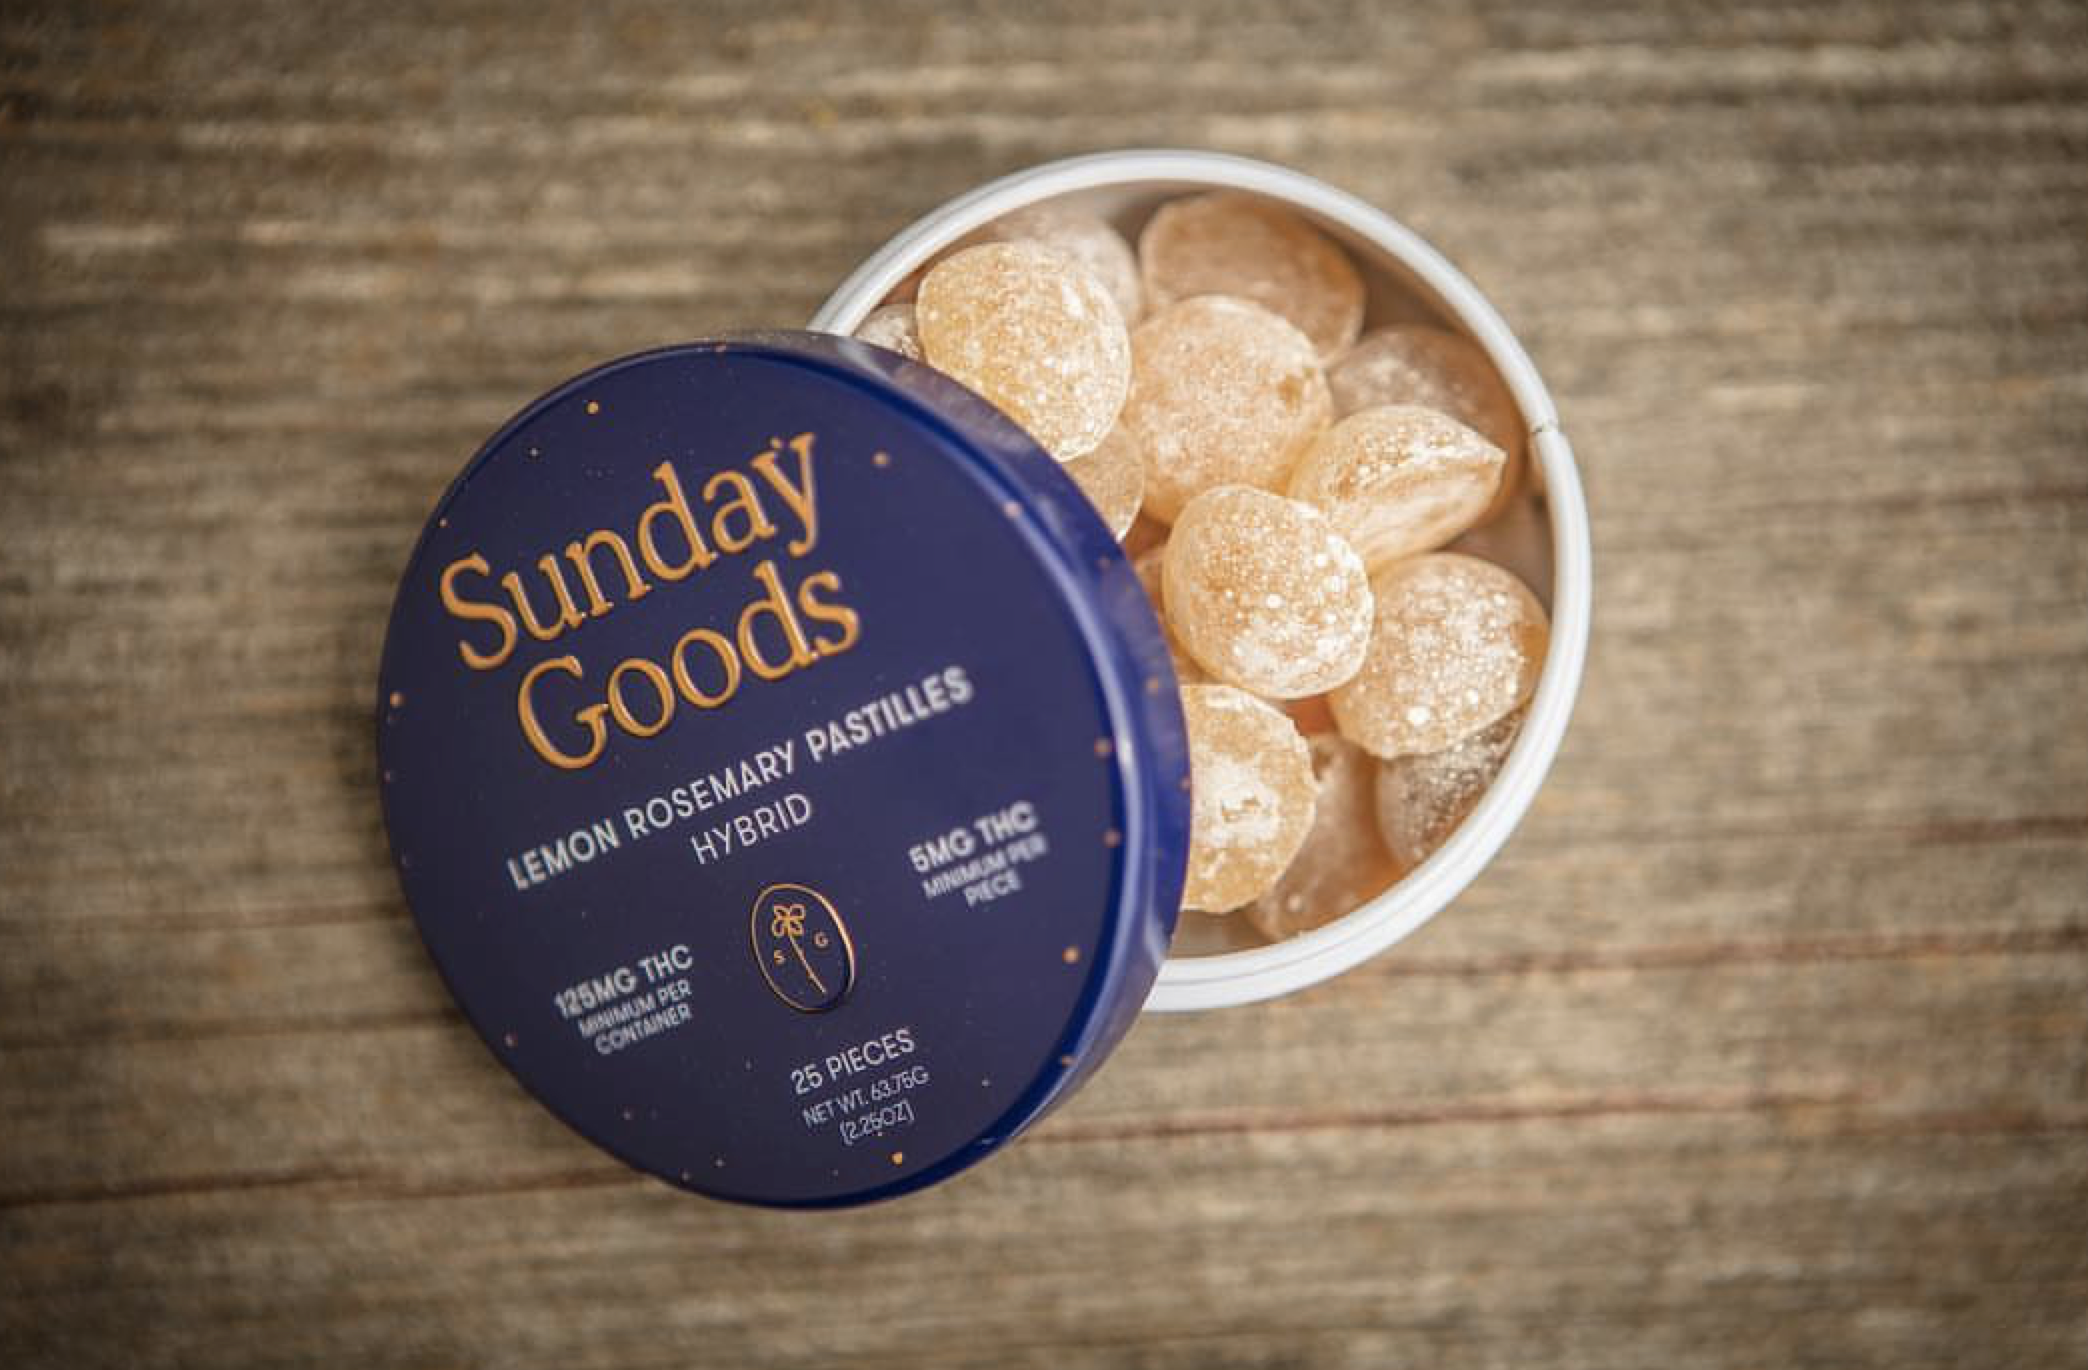 Sunday
Goods
LEMON ROSEMARY PASTILLES
HYBRID
5MG THC
MINIMUM PER
PIECE
S G
125MG THC
MINIMUM PER
CONTAINER
25 PIECES
NET WT. 63.75G
(2.25OZ)